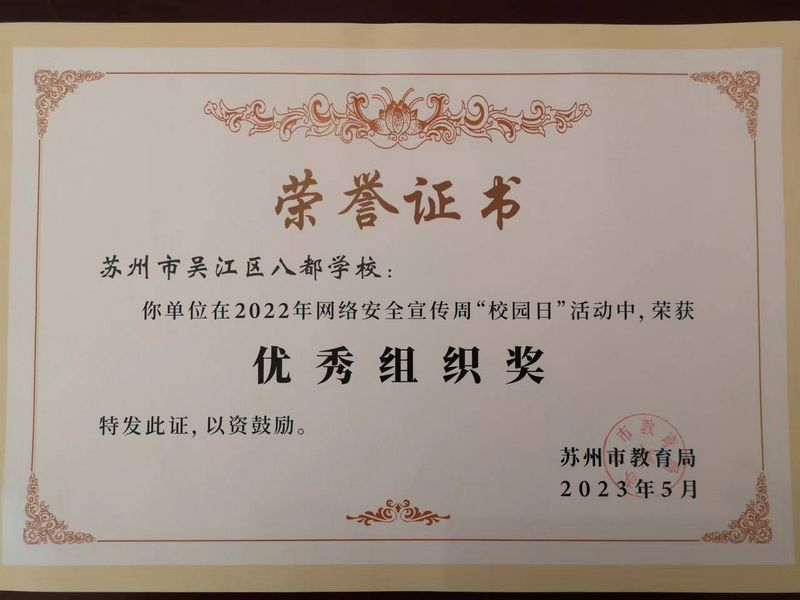 荣誉证书
苏州市吴江区八都学校：
你单位在2022年网络安全宣传周“校园日”活动中，荣获
优秀组织奖
特发此证，以资鼓励。
苏州市教育局
2023年5月